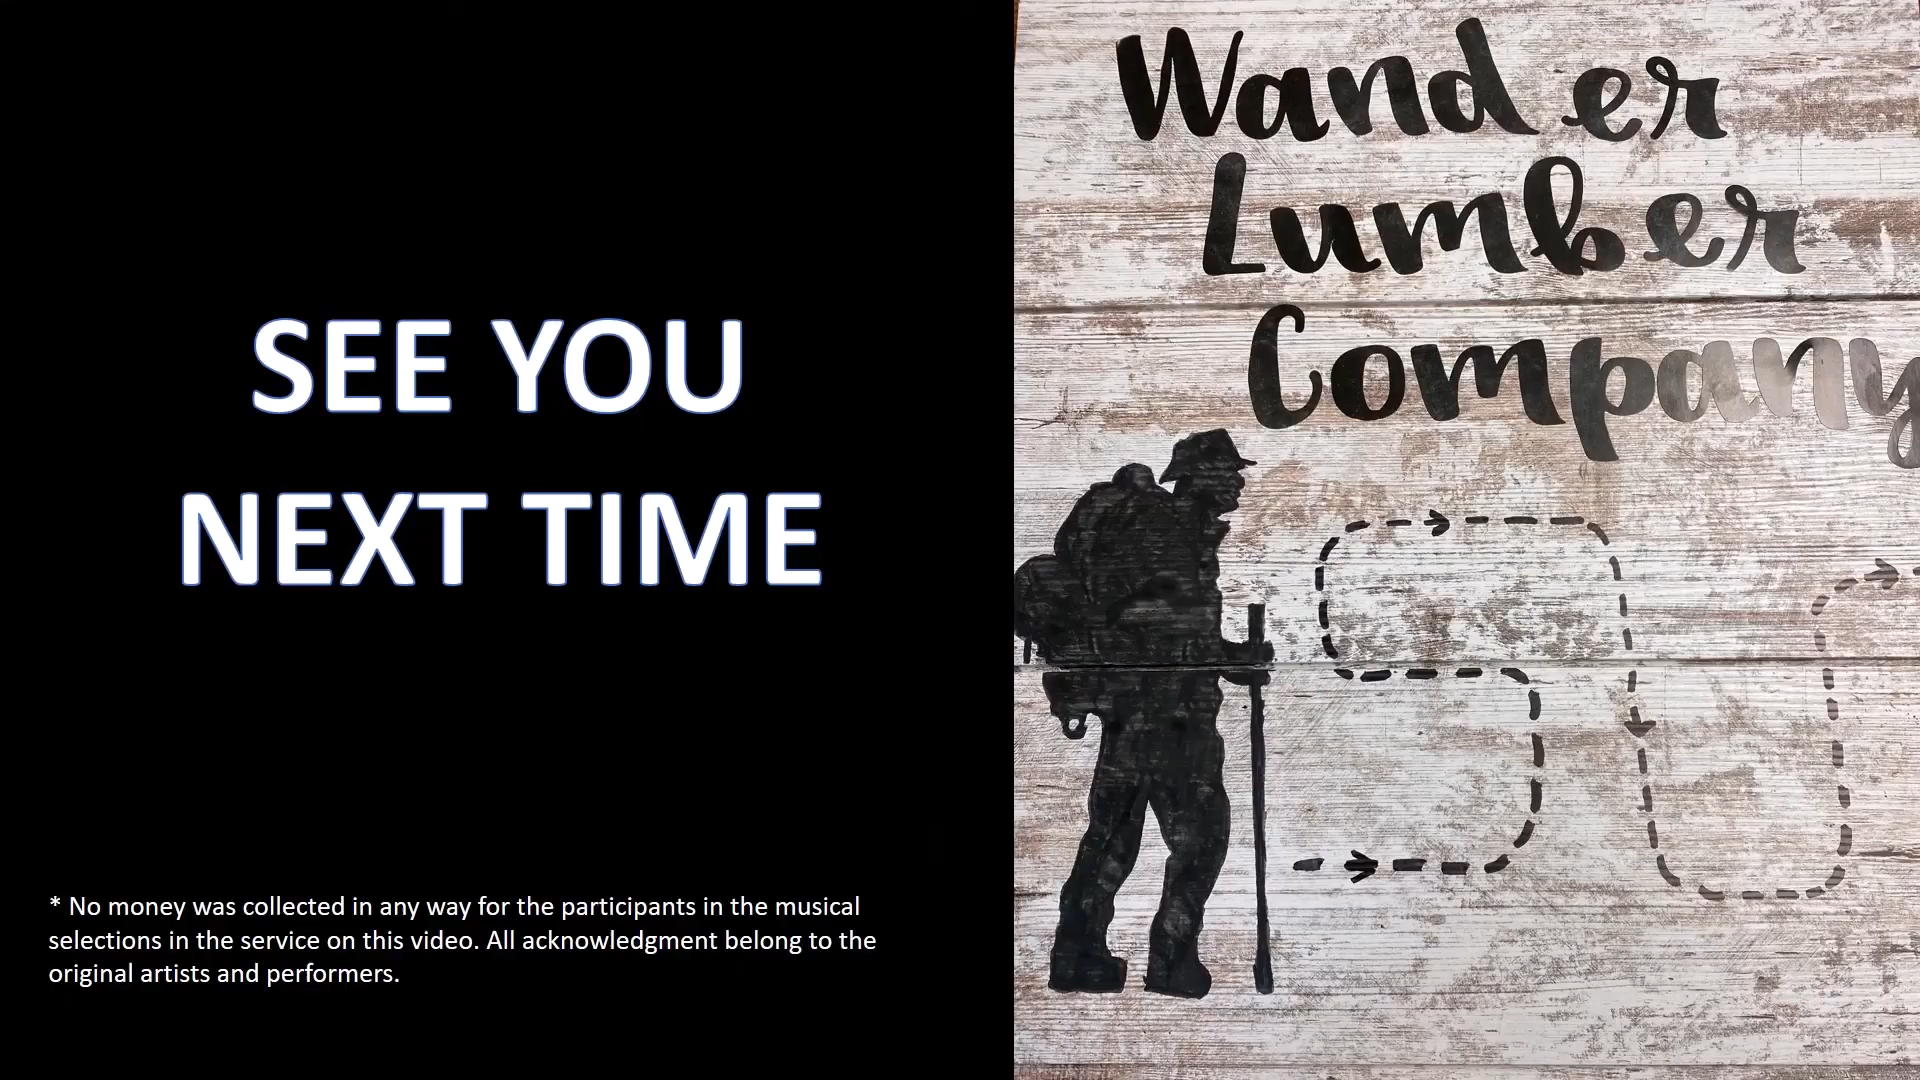 SEE YOU
NEXT TIME
* No money was collected in any way for the participants in the musical
selections in the service on this video. All acknowledgment belong to the
original artists and performers.
Wander
Lumber
Company